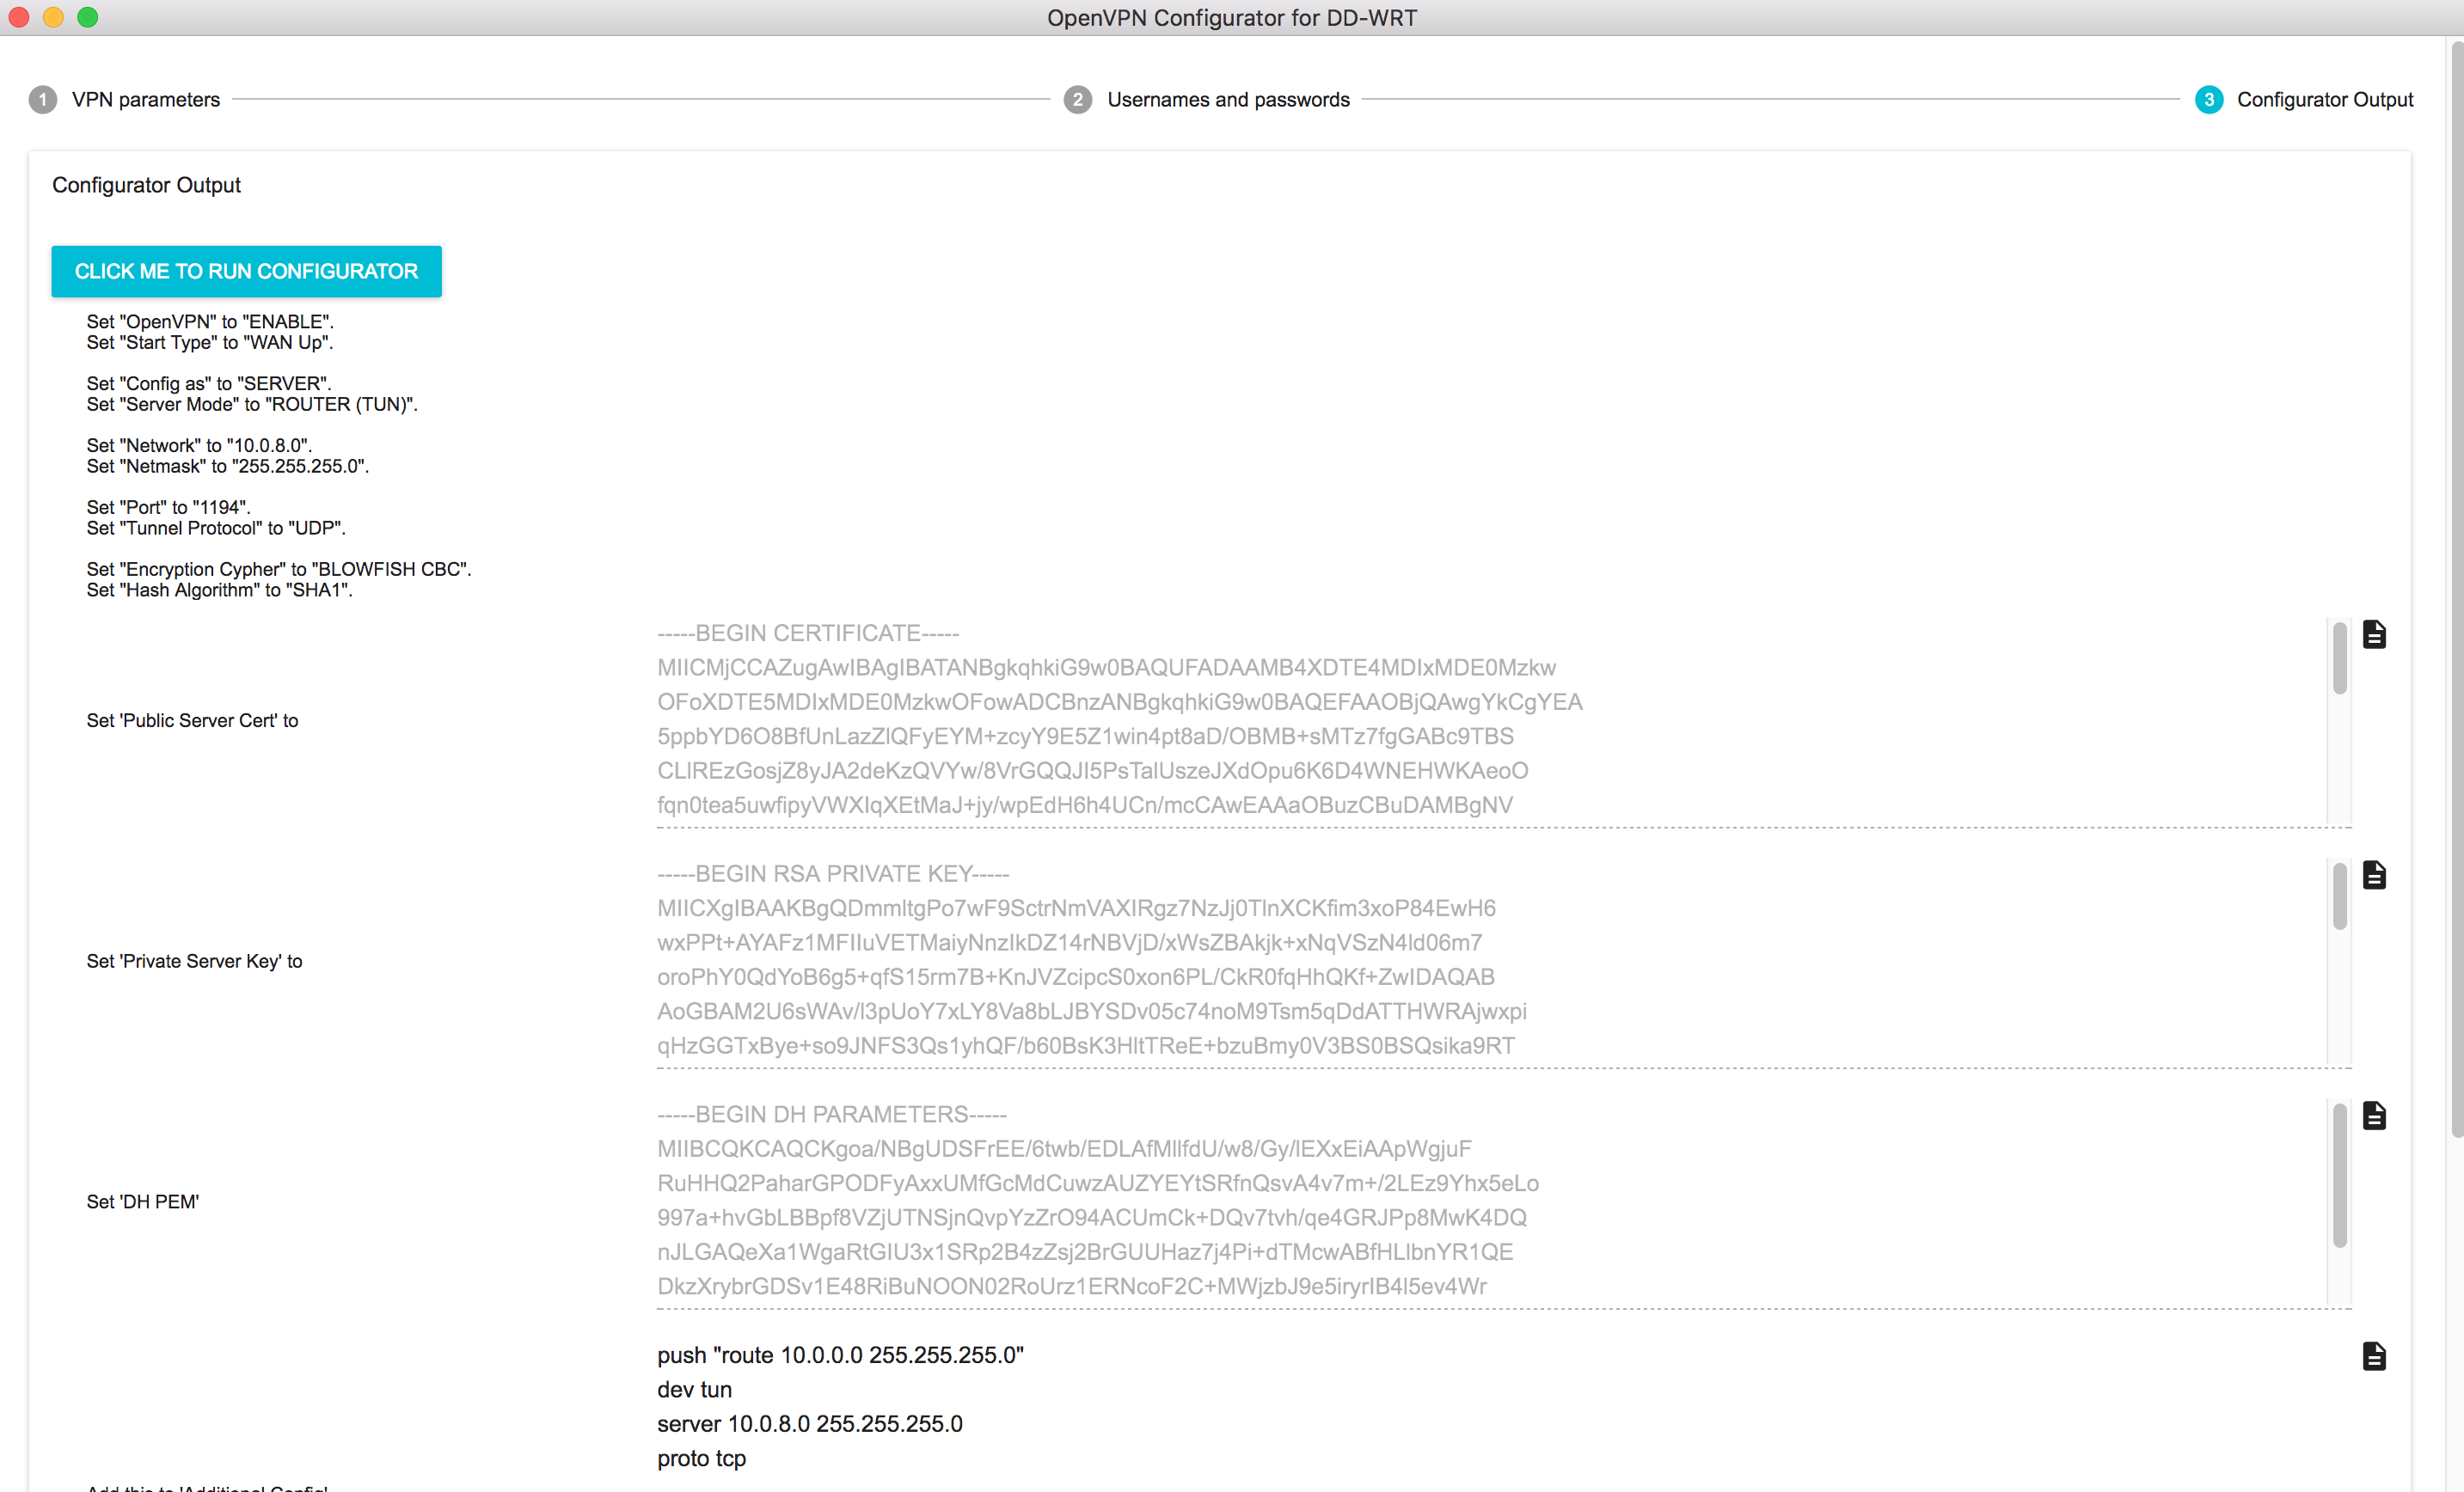 OpenVPN Configurator for DD-WRT
1 VPN parameters 2 Usernames and passwords 3 Configurator Output
Configurator Output
CLICK ME TO RUN CONFIGURATOR
Set "OpenVPN" to "ENABLE".
Set "Start Type" to "WAN Up".
Set "Config as" to "SERVER".
Set "Server Mode" to "ROUTER (TUN)".
Set "Network" to "10.0.8.0".
Set "Netmask" to "255.255.255.0".
Set "Port" to "1194".
Set "Tunnel Protocol" to "UDP".
Set "Encryption Cypher" to "BLOWFISH CBC".
Set "Hash Algorithm" to "SHA1".
Set 'Public Server Cert' to
-----BEGIN CERTIFICATE-----
MIICMjCCAZugAwIBAgIBATANBgkqhkiG9w0BAQUFADAAMB4XDTE4MDIxMDE0Mzkw
OFoXDTE5MDIxMDE0MzkwOFowADCBnzANBgkqhkiG9w0BAQEFAAOBjQAwgYkCgYEA
5ppbYD6O8BfUnLazZlQFyEYM+zcyY9E5Z1win4pt8aD/OBMB+sMTz7fgGABc9TBS
CLlREzGosjZ8yJA2deKzQVYw/8VrGQQJI5PsTalUszeJXdOpu6K6D4WNEHWKAeoO
fqn0tea5uwfipyVWXIqXEtMaJ+jy/wpEdH6h4UCn/mcCAwEAAaOBuzCBuDAMBgNV
Set 'Private Server Key' to
-----BEGIN RSA PRIVATE KEY-----
MIICXgIBAAKBgQDmmltgPo7wF9SctrNmVAXIRgz7NzJj0TlnXCKfim3xoP84EwH6
wxPPt+AYAFz1MFIIuVETMaiyNnzIkDZ14rNBVjD/xWsZBAkjk+xNqVSzN4ld06m7
oroPhY0QdYoB6g5+qfS15rm7B+KnJVZcipcS0xon6PL/CkR0fqHhQKf+ZwIDAQAB
AoGBAM2U6sWAv/l3pUoY7xLY8Va8bLJBYSDv05c74noM9Tsm5qDdATTHWRAjwxpi
qHzGGTxBye+so9JNFS3Qs1yhQF/b60BsK3HltTReE+bzuBmy0V3BS0BSQsika9RT
Set 'DH PEM'
-----BEGIN DH PARAMETERS-----
MIIBCQKCAQCKgoa/NBgUDSFrEE/6twb/EDLAfMllfdU/w8/Gy/lEXxEiAApWgjuF
RuHHQ2PaharGPODFyAxxUMfGcMdCuwzAUZYEYtSRfnQsvA4v7m+/2LEz9Yhx5eLo
997a+hvGbLBBpf8VZjUTNSjnQvpYzZrO94ACUmCk+DQv7tvh/qe4GRJPp8MwK4DQ
nJLGAQeXa1WgaRtGIU3x1SRp2B4zZsj2BrGUUHaz7j4Pi+dTMcwABfHLlbnYR1QE
DkzXrybrGDSv1E48RiBuNOON02RoUrz1ERNcoF2C+MWjzbJ9e5iryrIB4l5ev4Wr
push "route 10.0.0.0 255.255.255.0"
dev tun
server 10.0.8.0 255.255.255.0
proto tcp
Add this to 'Additional Config'